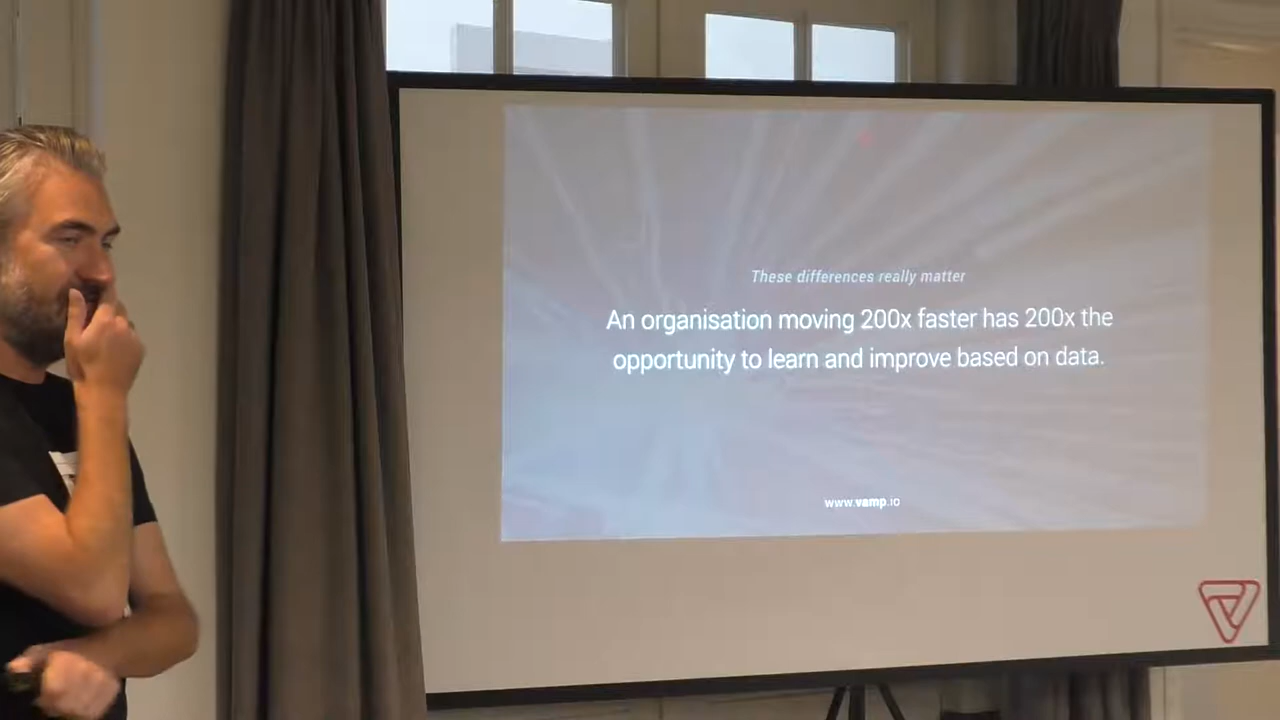 These differences really matter
An organisation moving 200x faster has 200x the
opportunity to learn and improve based on data.
www.vamp.io